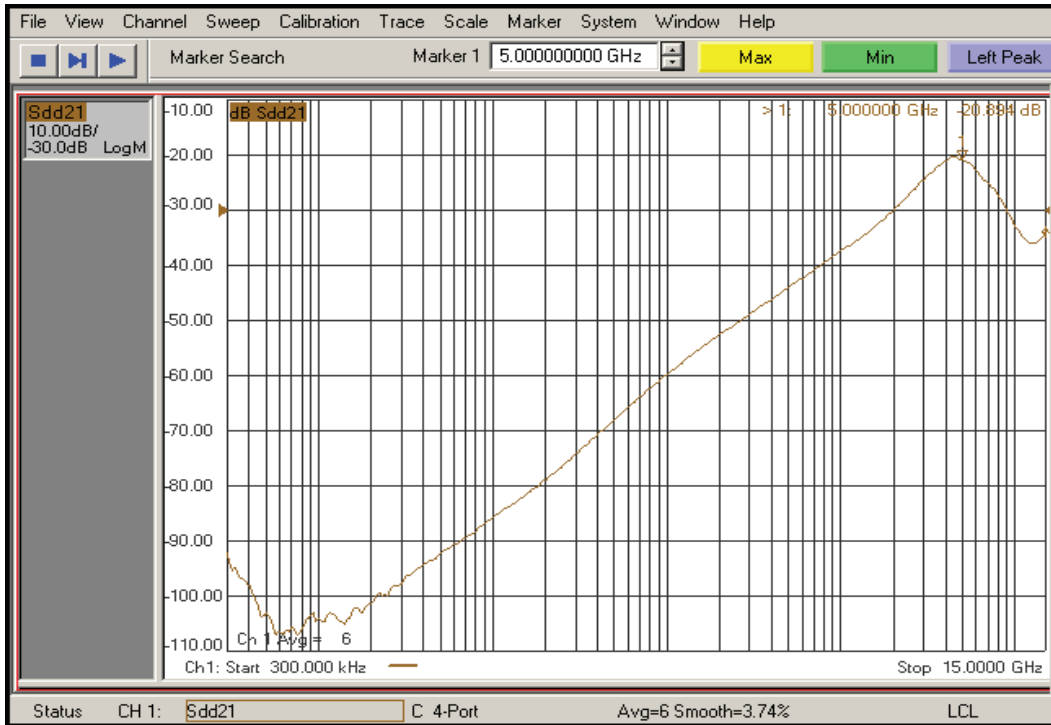 File View Channel Sweep Calibration Trace Scale Marker System Window Help
Marker Search Marker 1 5.000000000 GHz Max Min Left Peak
Sdd21
10.00dB/
-30.0dB LogM
dB Sdd21
> 1: 5.000000 GHz -20.894 dB
-10.00
-20.00
-30.00
-40.00
-50.00
-60.00
-70.00
-80.00
-90.00
-100.00
-110.00
1
Ch 1 Avg = 6
Ch1: Start 300.000 kHz
Stop 15.0000 GHz
Status CH 1: Sdd21 C 4-Port Avg=6 Smooth=3.74% LCL